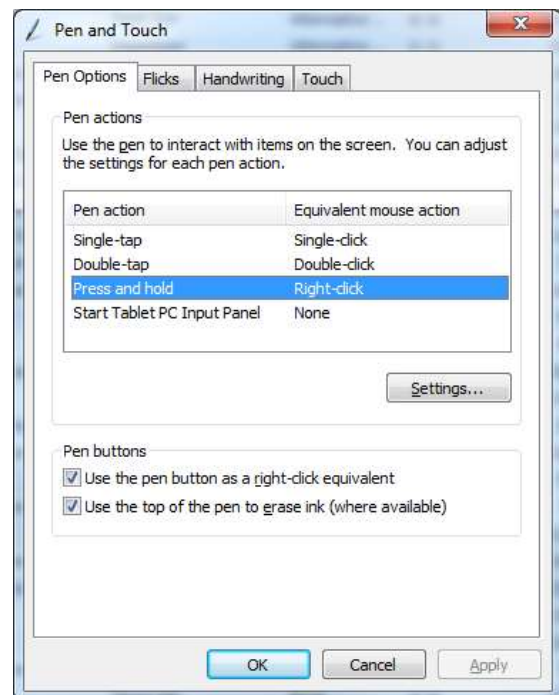 Pen and Touch
Pen Options Flicks Handwriting Touch
Pen actions
Use the pen to interact with items on the screen. You can adjust
the settings for each pen action.
Pen action Equivalent mouse action
Single-tap Single-click
Double-tap Double-click
Press and hold Right-click
Start Tablet PC Input Panel None
Settings...
Pen buttons
Use the pen button as a right-click equivalent
Use the top of the pen to erase ink (where available)
OK Cancel Apply